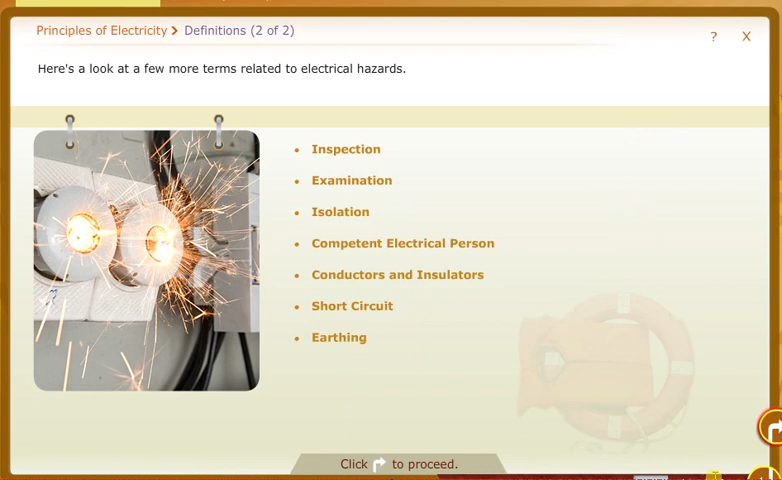 Principles of Electricity > Definitions (2 of 2)
? X
Here's a look at a few more terms related to electrical hazards.
• Inspection
• Examination
• Isolation
• Competent Electrical Person
• Conductors and Insulators
• Short Circuit
• Earthing
Click to proceed.